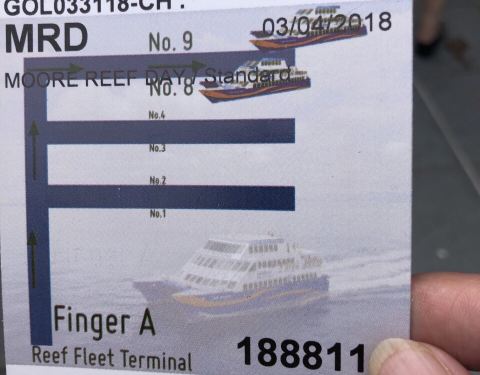 GOL033118-CH :
MRD
No. 9
03/04/2018
MOORE REEF DAY / Standard
No. 8
No.4
No.3
No.2
No.1
Finger A
Reef Fleet Terminal
188811